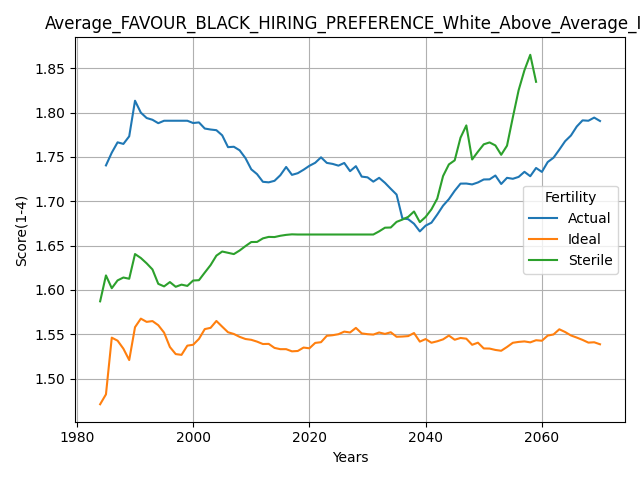 Average_FAVOUR_BLACK_HIRING_PREFERENCE_White_Above_Average_I
Score(1-4)
1.85
1.80
1.75
1.70
1.65
1.60
1.55
1.50
Fertility
Actual
Ideal
Sterile
1980 2000 2020 2040 2060
Years